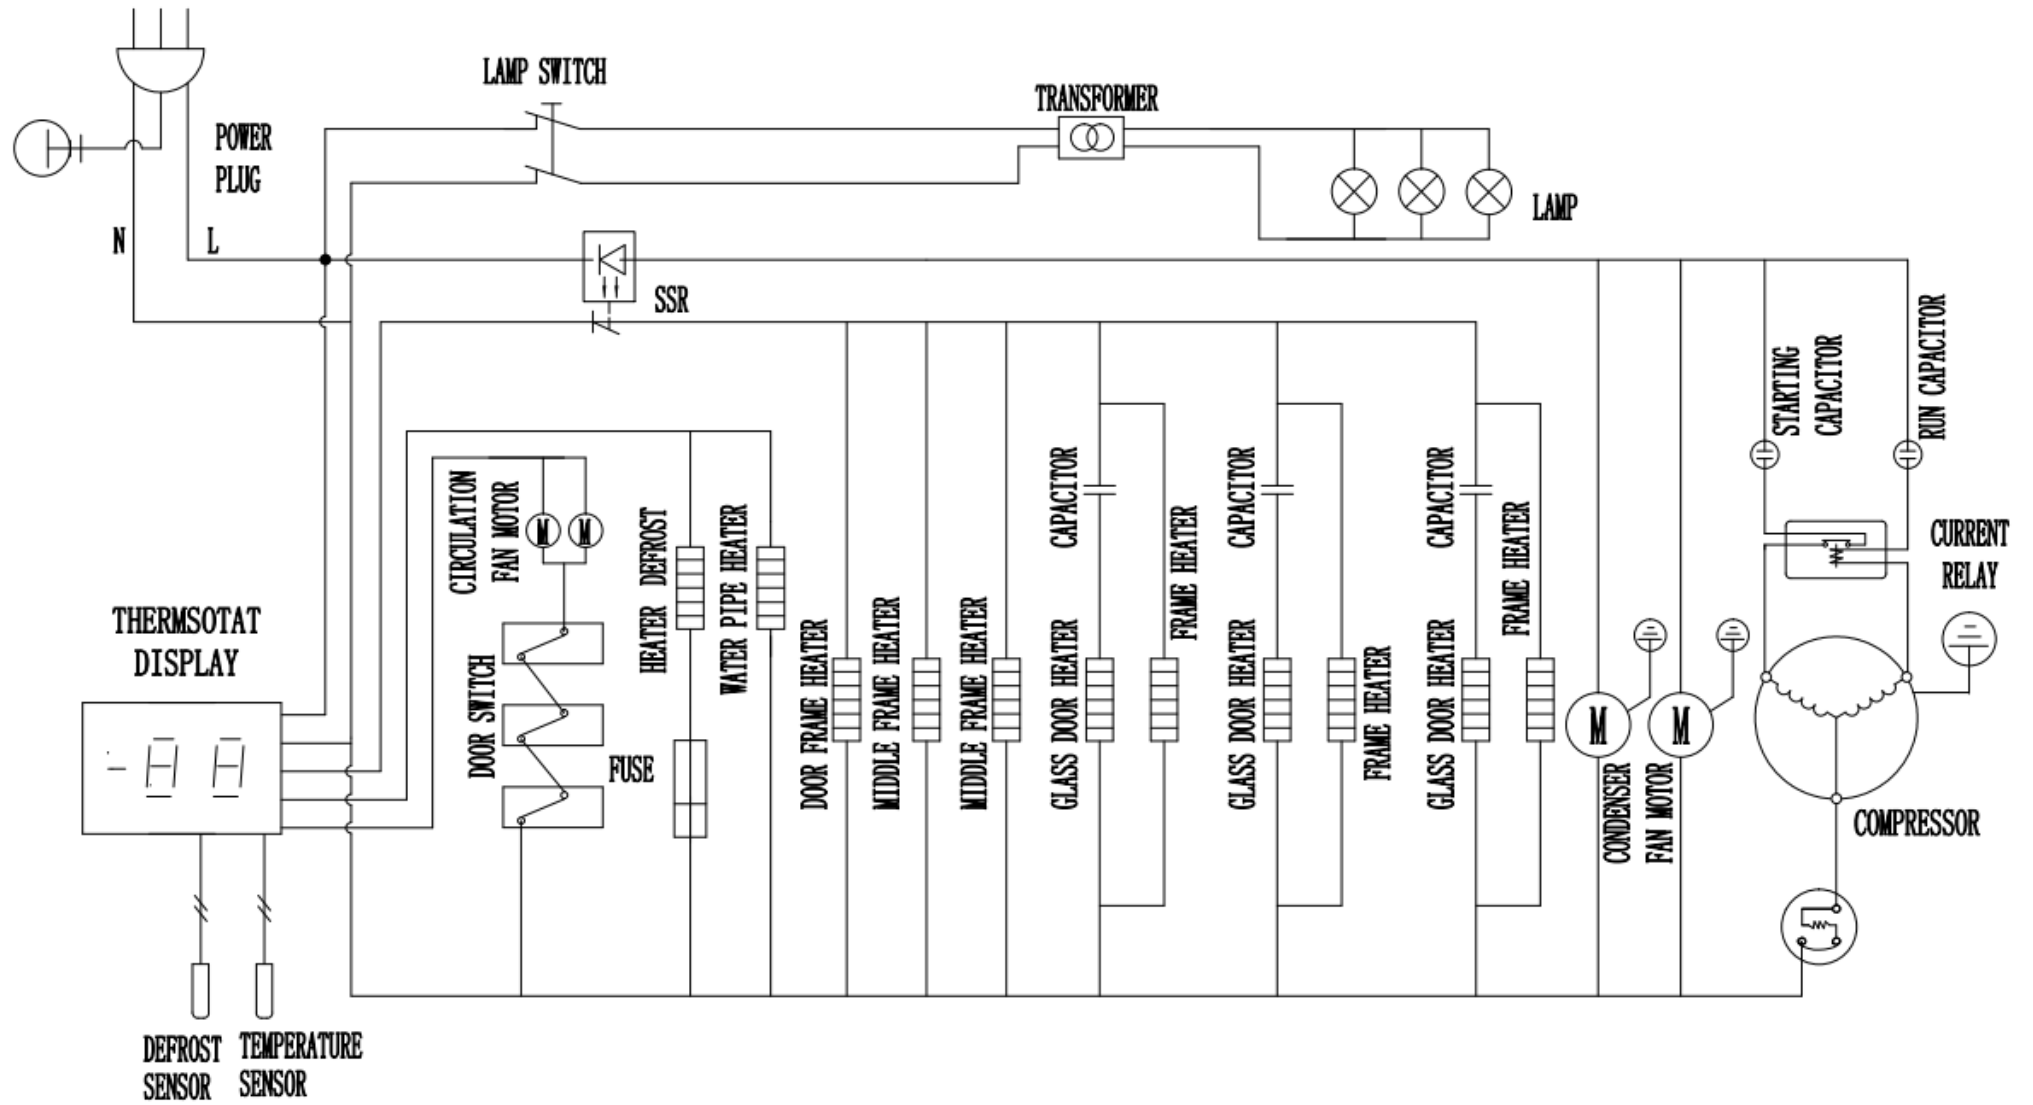 LAMP SWITCH
TRANSFORMER
POWER
PLUG
LAMP
N
L
SSR
STARTING
CAPACITOR
RUN CAPACITOR
CIRCULATION
FAN MOTOR
M
M
HEATER DEFROST
WATER PIPE HEATER
CAPACITOR
FRAME HEATER
CAPACITOR
FRAME HEATER
CAPACITOR
FRAME HEATER
CURRENT
RELAY
THERMSOTAT
DISPLAY
DOOR SWITCH
FUSE
DOOR FRAME HEATER
MIDDLE FRAME HEATER
MIDDLE FRAME HEATER
GLASS DOOR HEATER
GLASS DOOR HEATER
GLASS DOOR HEATER
M
M
-88
CONDENSER
FAN MOTOR
COMPRESSOR
DEFROST
SENSOR
TEMPERATURE
SENSOR